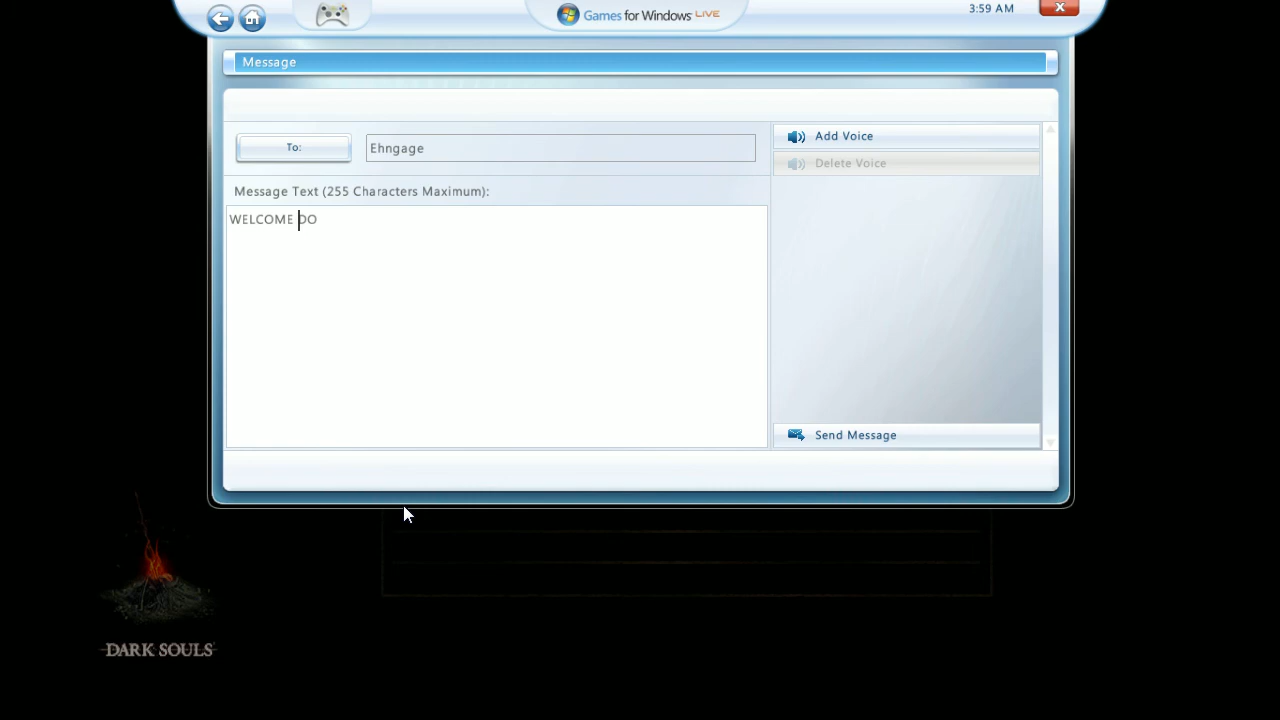 Games for Windows LIVE
3:59 AM
Message
To:
Ehngage
Add Voice
Delete Voice
Message Text (255 Characters Maximum):
WELCOME DO
Send Message
DARK SOULS